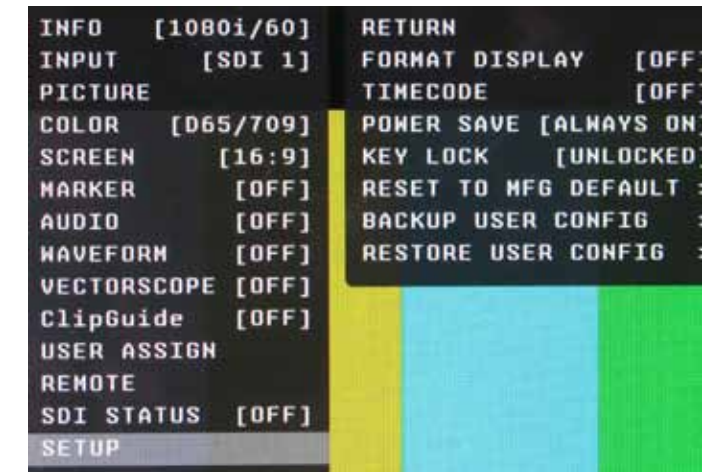 INFO [1080i/60]
INPUT [SDI 1]
PICTURE
COLOR [D65/709]
SCREEN [16:9]
MARKER [OFF]
AUDIO [OFF]
WAVEFORM [OFF]
VECTORSCOPE [OFF]
ClipGuide [OFF]
USER ASSIGN
REMOTE
SDI STATUS [OFF]
SETUP
RETURN
FORMAT DISPLAY [OFF]
TIMECODE [OFF]
POWER SAVE [ALWAYS ON]
KEY LOCK [UNLOCKED]
RESET TO MFG DEFAULT >
BACKUP USER CONFIG >
RESTORE USER CONFIG >